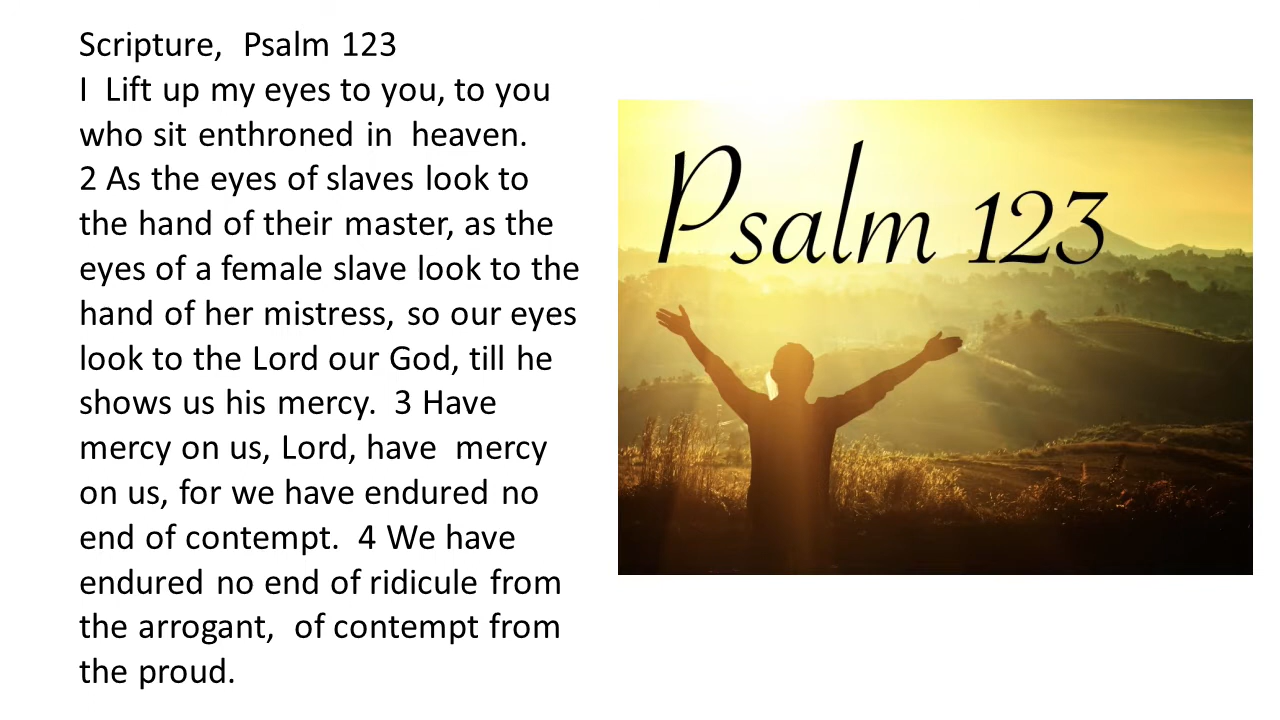 Scripture,  Psalm 123
I  Lift up my eyes to you, to you
who sit enthroned in  heaven.
2 As the eyes of slaves look to
the hand of their master, as the
eyes of a female slave look to the
hand of her mistress, so our eyes
look to the Lord our God, till he
shows us his mercy.  3 Have
mercy on us, Lord, have  mercy
on us, for we have endured no
end of contempt.  4 We have
endured no end of ridicule from
the arrogant,  of contempt from
the proud.
Psalm 123